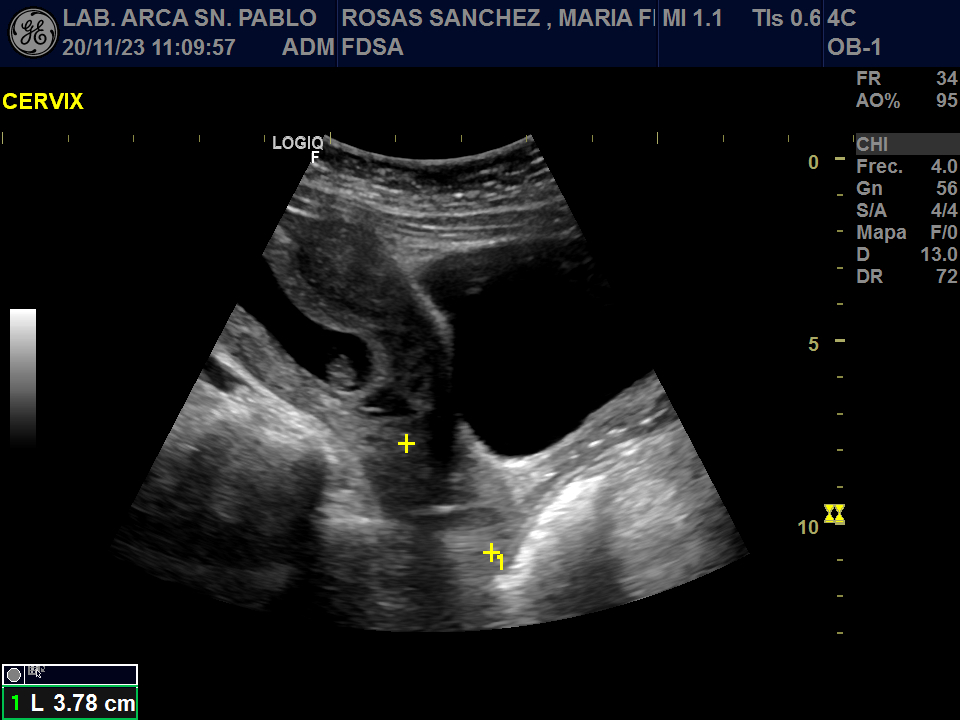 LAB. ARCA SN. PABLO ROSAS SANCHEZ , MARIA F MI 1.1 TIs 0.6 4C
20/11/23 11:09:57 ADM FDSA OB-1
CERVIX
FR 34
AO% 95
LOGIQ
F
CHI
Frec. 4.0
Gn 56
S/A 4/4
Mapa F/0
D 13.0
DR 72
0
5
10
1
1 L 3.78 cm